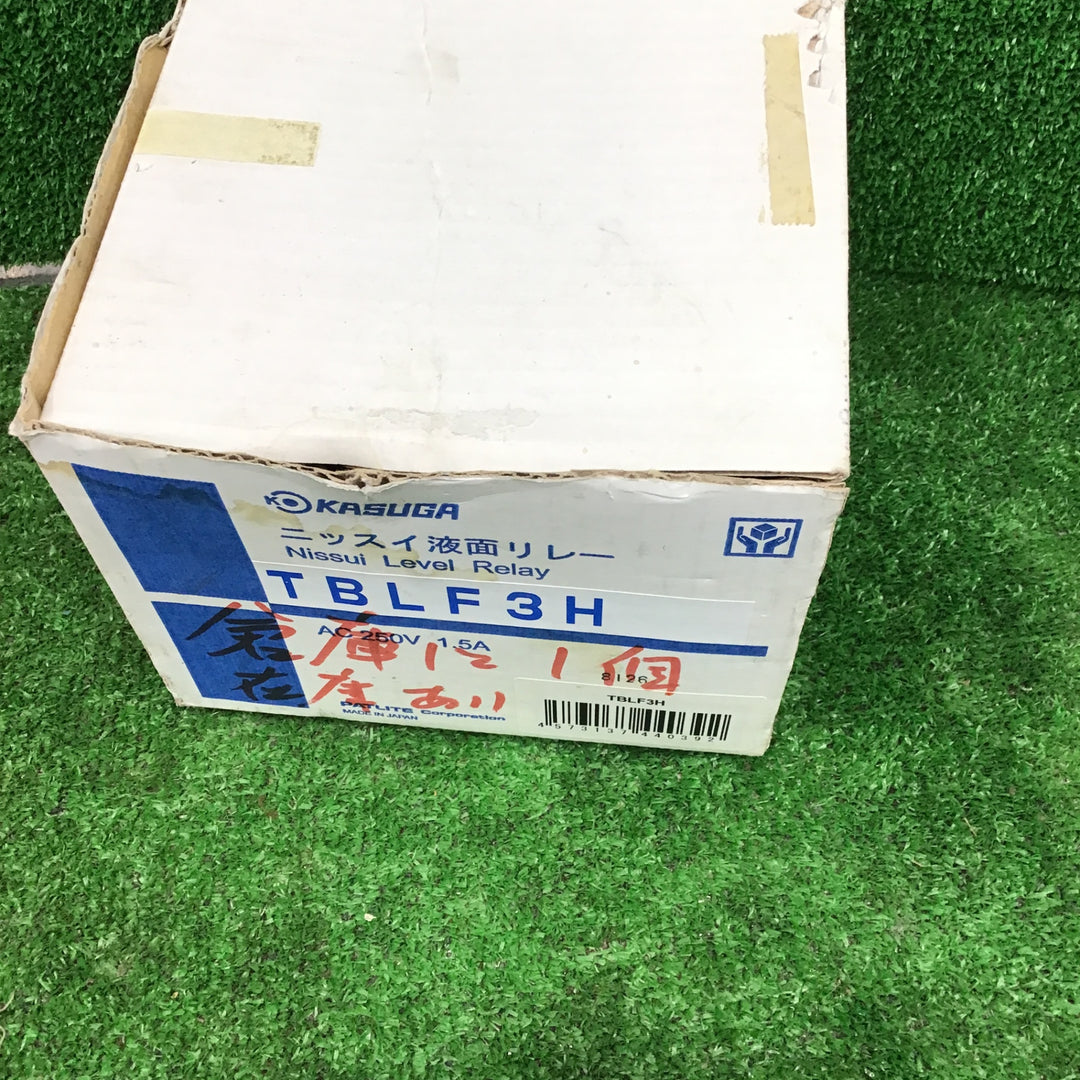 KASUGA
ニッスイ液面リレー
Nissui Level Relay
TBLF3H
AC 250V 1.5A
倉庫に1個
在庫あり
8126
TBLF3H
PATLITE Corporation
MADE IN JAPAN
4573137440392